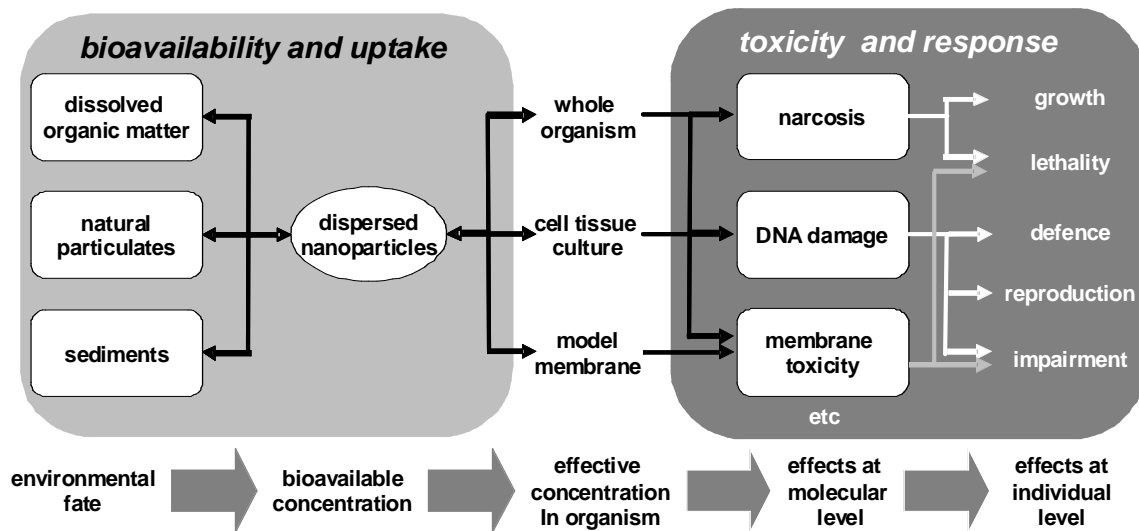 bioavailability and uptake
dissolved
organic matter
natural
particulates
sediments
dispersed
nanoparticles
whole
organism
cell tissue
culture
model
membrane
toxicity and response
narcosis
DNA damage
membrane
toxicity
etc
growth
lethality
defence
reproduction
impairment
environmental
fate
bioavailable
concentration
effective
concentration
In organism
effects at
molecular
level
effects at
individual
level